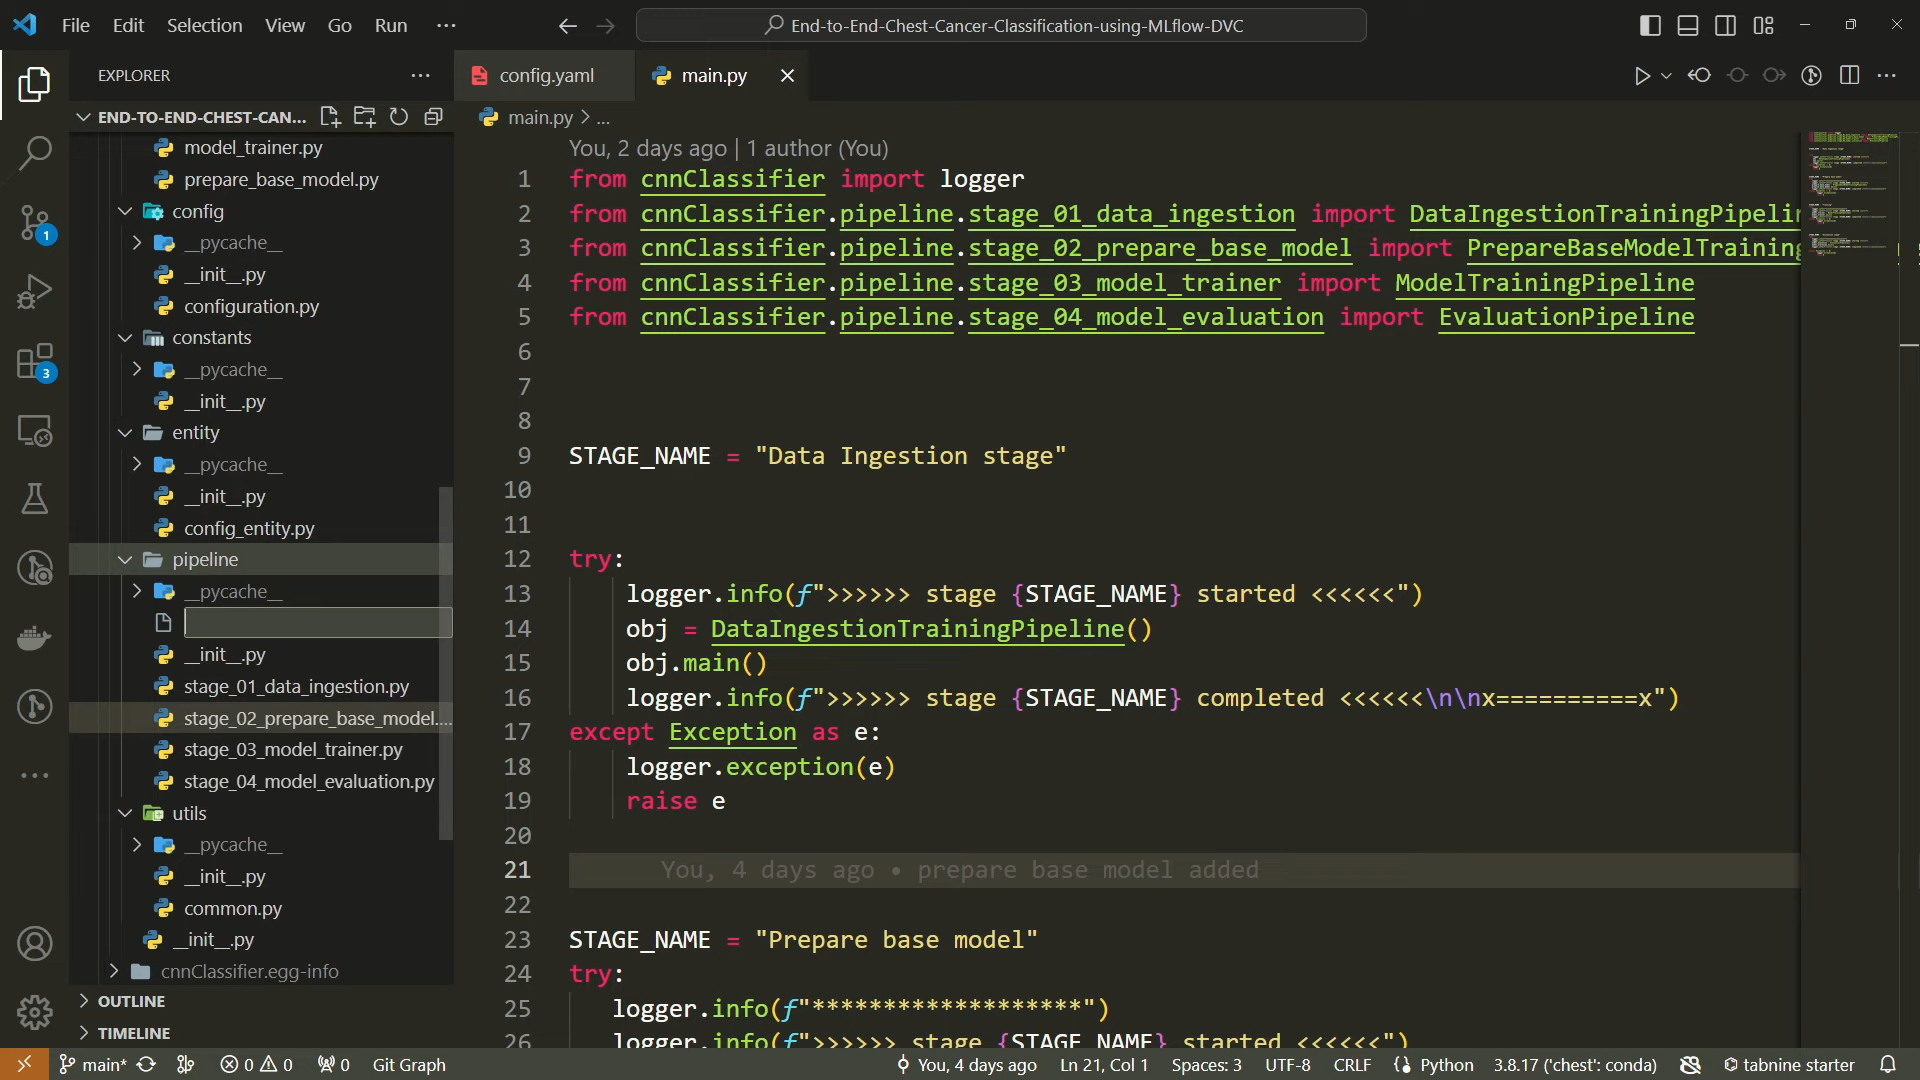 File Edit Selection View Go Run
End-to-End-Chest-Cancer-Classification-using-MLflow-DVC
EXPLORER
config.yaml
main.py
END-TO-END-CHEST-CAN...
main.py > ...
model_trainer.py
prepare_base_model.py
config
__pycache__
__init__.py
configuration.py
constants
__pycache__
__init__.py
entity
__pycache__
__init__.py
config_entity.py
pipeline
__pycache__
__init__.py
stage_01_data_ingestion.py
stage_02_prepare_base_model....
stage_03_model_trainer.py
stage_04_model_evaluation.py
utils
__pycache__
__init__.py
common.py
__init__.py
cnnClassifier.egg-info
OUTLINE
TIMELINE
1
3
You, 2 days ago | 1 author (You)
1 from cnnClassifier import logger
2 from cnnClassifier.pipeline.stage_01_data_ingestion import DataIngestionTrainingPipelin
3 from cnnClassifier.pipeline.stage_02_prepare_base_model import PrepareBaseModelTraining
4 from cnnClassifier.pipeline.stage_03_model_trainer import ModelTrainingPipeline
5 from cnnClassifier.pipeline.stage_04_model_evaluation import EvaluationPipeline
6
7
8
9 STAGE_NAME = "Data Ingestion stage"
10
11
12 try:
13 logger.info(f">>>>>> stage {STAGE_NAME} started <<<<<<")
14 obj = DataIngestionTrainingPipeline()
15 obj.main()
16 logger.info(f">>>>>> stage {STAGE_NAME} completed <<<<<<\n\nx==========x")
17 except Exception as e:
18 logger.exception(e)
19 raise e
20
21 You, 4 days ago • prepare base model added
22
23 STAGE_NAME = "Prepare base model"
24 try:
25 logger.info(f"*******************")
26 logger.info(f">>>>>> stage {STAGE_NAME} started <<<<<<")
main* 0 0 0 Git Graph You, 4 days ago Ln 21, Col 1 Spaces: 3 UTF-8 CRLF Python 3.8.17 ('chest': conda) tabnine starter